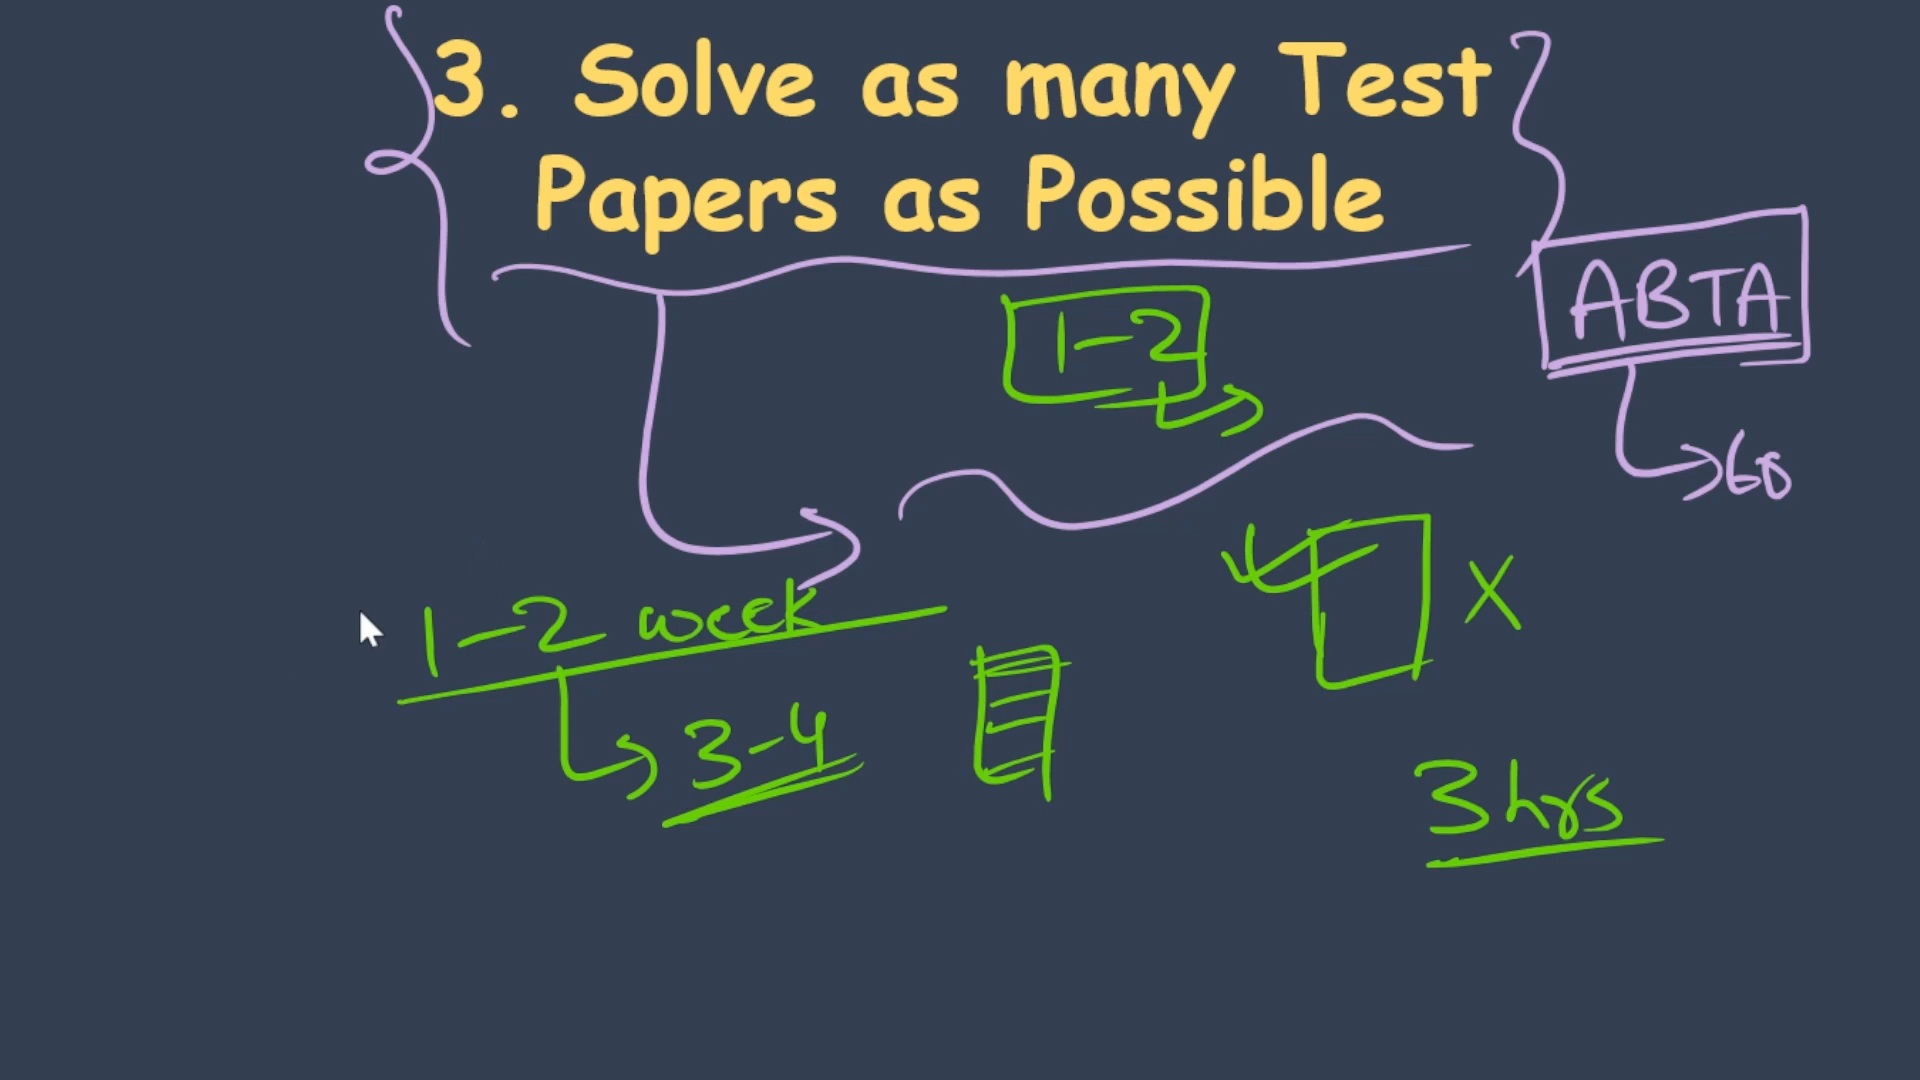 3. Solve as many Test
Papers as Possible
ABTA
1-2
60
1-2 week
3-4
X
3 hrs